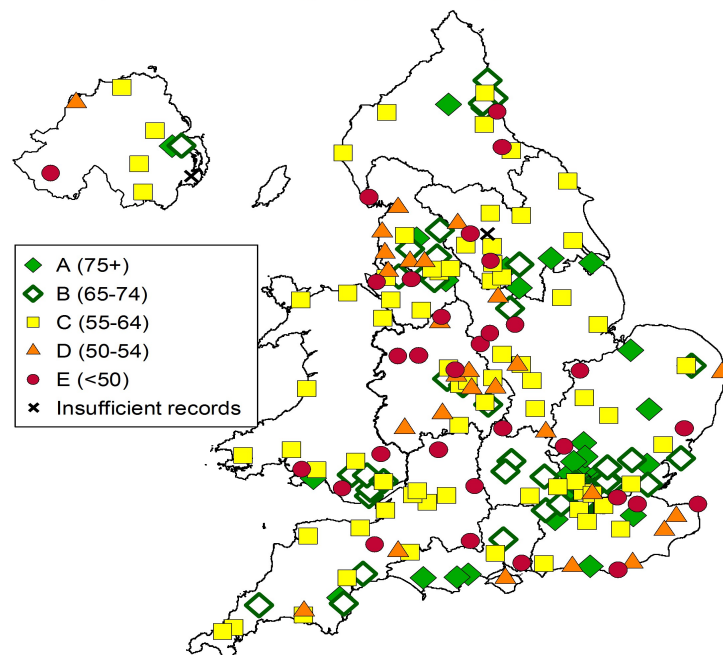 A (75+)
B (65-74)
C (55-64)
D (50-54)
E (<50)
Insufficient records